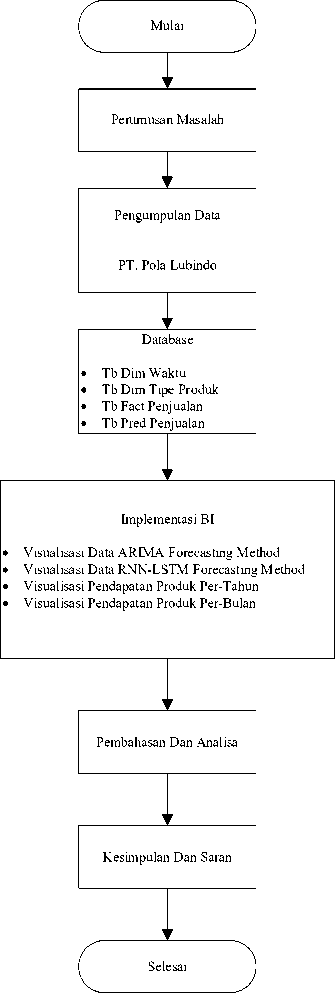 Mulai
Perumusan Masalah
Pengumpulan Data
PT. Pola Lubindo
Database
• Tb Dim Waktu
• Tb Dim Tipe Produk
• Tb Fact Penjualan
• Tb Pred Penjualan
Implementasi BI
• Visualisasi Data ARIMA Forecasting Method
• Visualisasi Data RNN-LSTM Forecasting Method
• Visualisasi Pendapatan Produk Per-Tahun
• Visualisasi Pendapatan Produk Per-Bulan
Pembahasan Dan Analisa
Kesimpulan Dan Saran
Selesai